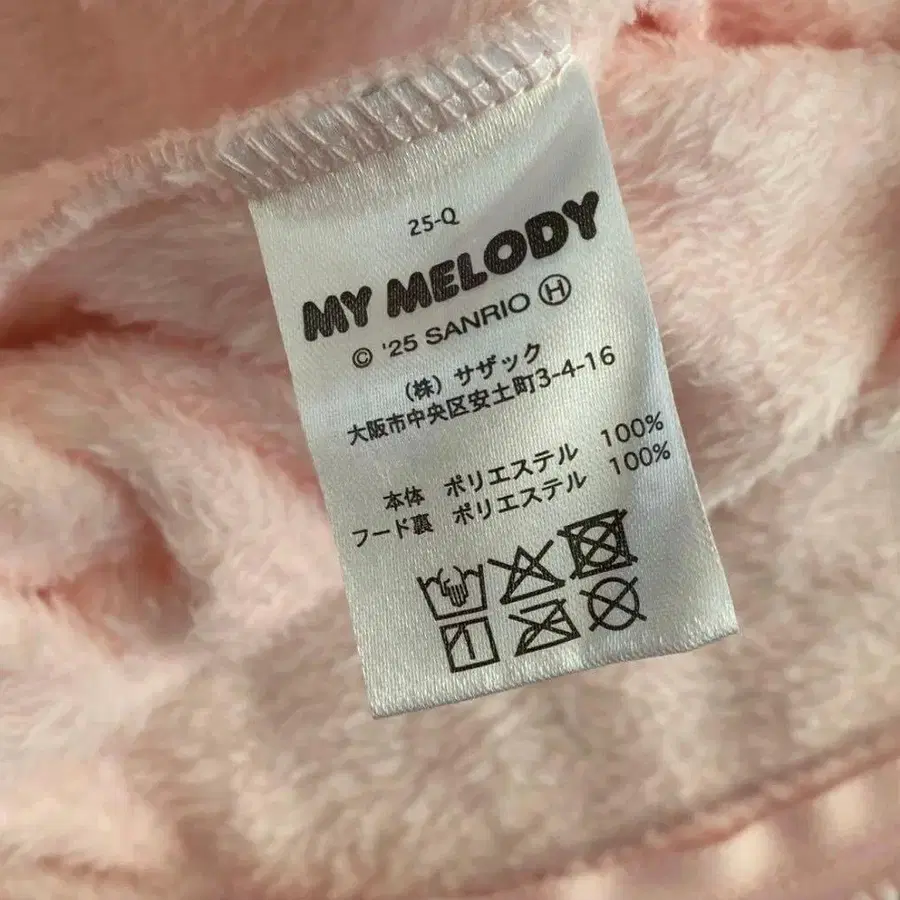 25-Q
MY MELODY
© '25 SANRIO Ⓗ
（株）サザック
大阪市中央区安土町3-4-16
本体 ポリエステル 100%
フード裏 ポリエステル 100%